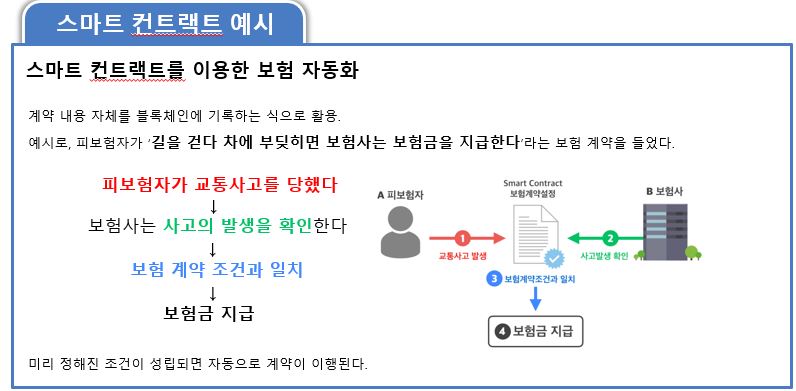 스마트 컨트랙트 예시
스마트 컨트랙트를 이용한 보험 자동화
계약 내용 자체를 블록체인에 기록하는 식으로 활용.
예시로, 피보험자가 ‘길을 걷다 차에 부딪히면 보험사는 보험금을 지급한다’라는 보험 계약을 들었다.
피보험자가 교통사고를 당했다
↓
보험사는 사고의 발생을 확인한다
↓
보험 계약 조건과 일치
↓
보험금 지급
A 피보험자
Smart Contract
보험계약설정
B 보험사
1
교통사고 발생
2
사고발생 확인
3 보험계약조건과 일치
4 보험금 지급
미리 정해진 조건이 성립되면 자동으로 계약이 이행된다.